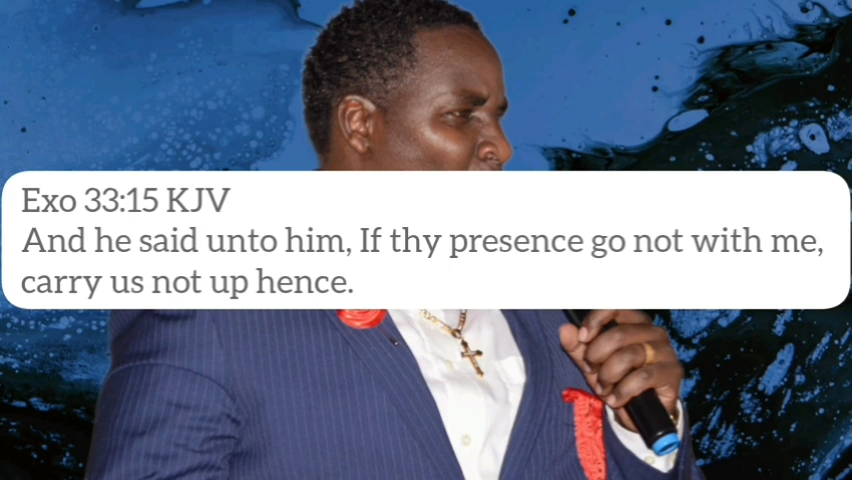 Exo 33:15 KJV
And he said unto him, If thy presence go not with me,
carry us not up hence.